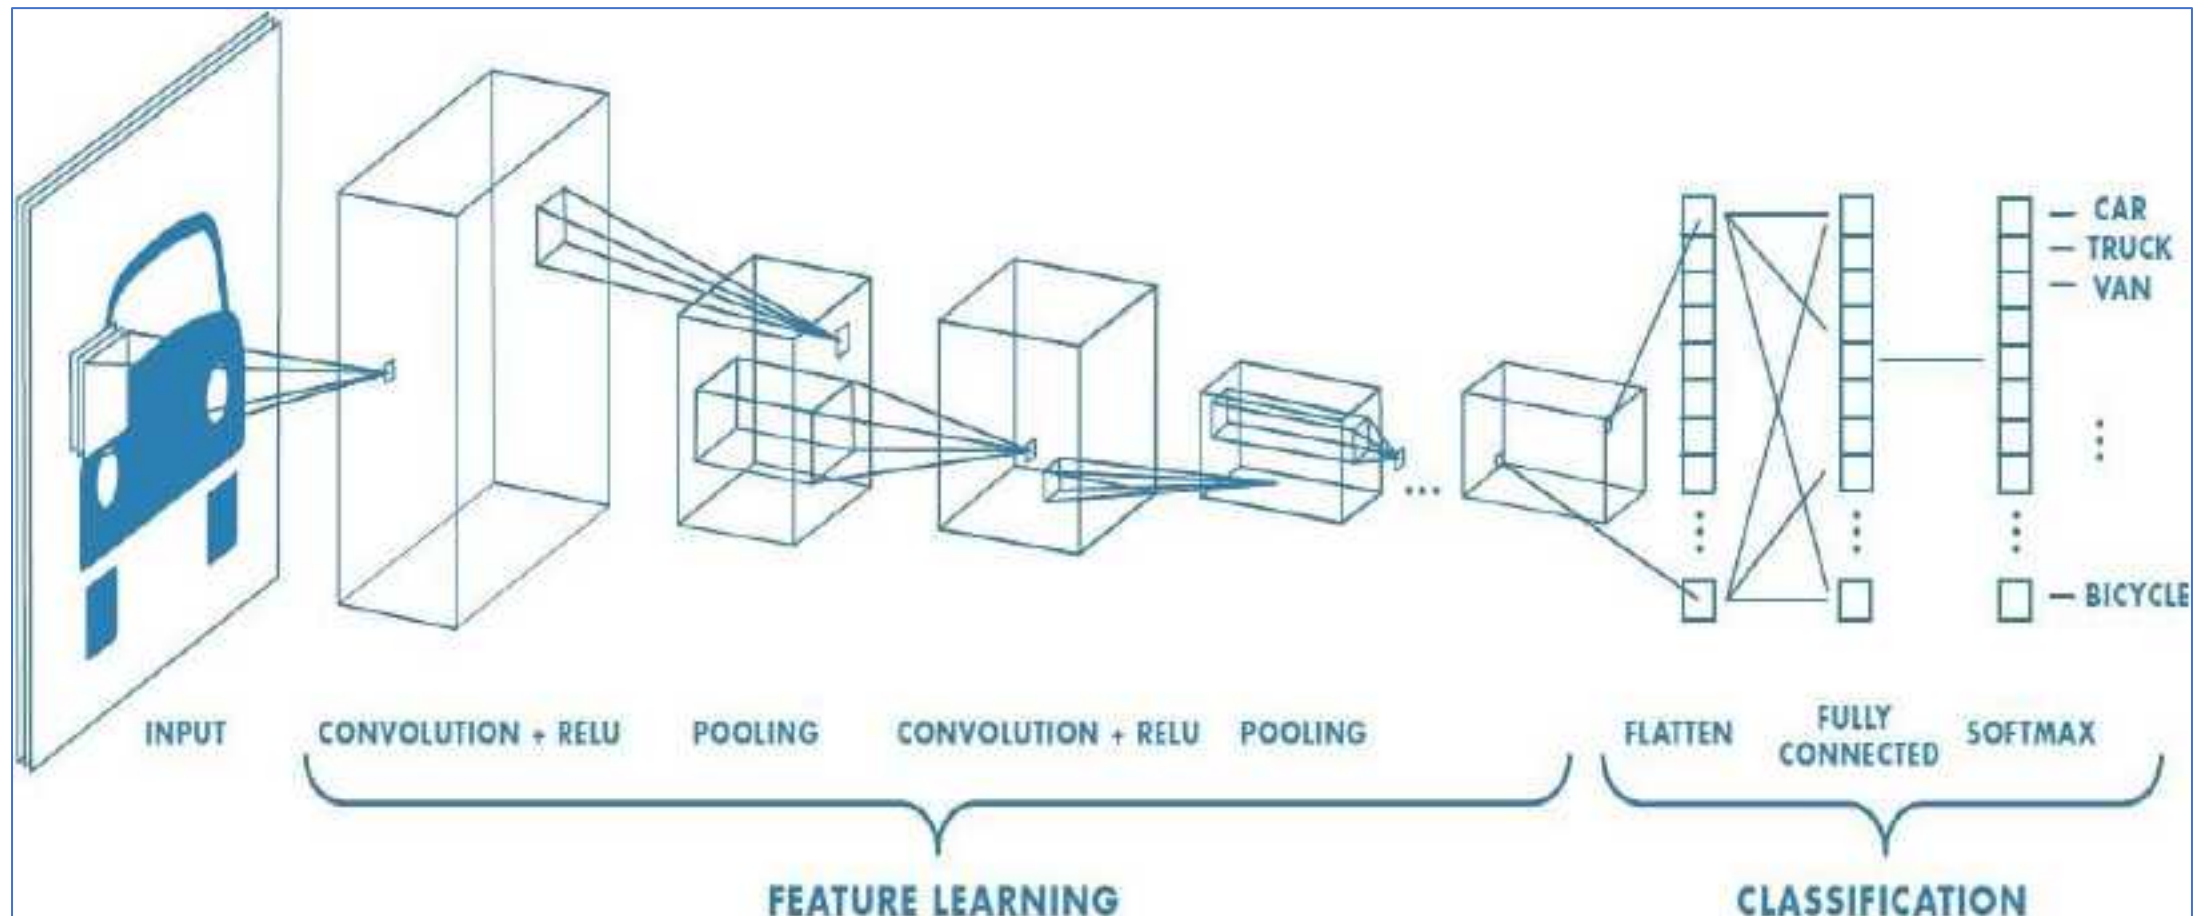 CAR
TRUCK
VAN
BICYCLE
INPUT
CONVOLUTION + RELU
POOLING
CONVOLUTION + RELU
POOLING
FLATTEN
FULLY
CONNECTED
SOFTMAX
FEATURE LEARNING
CLASSIFICATION